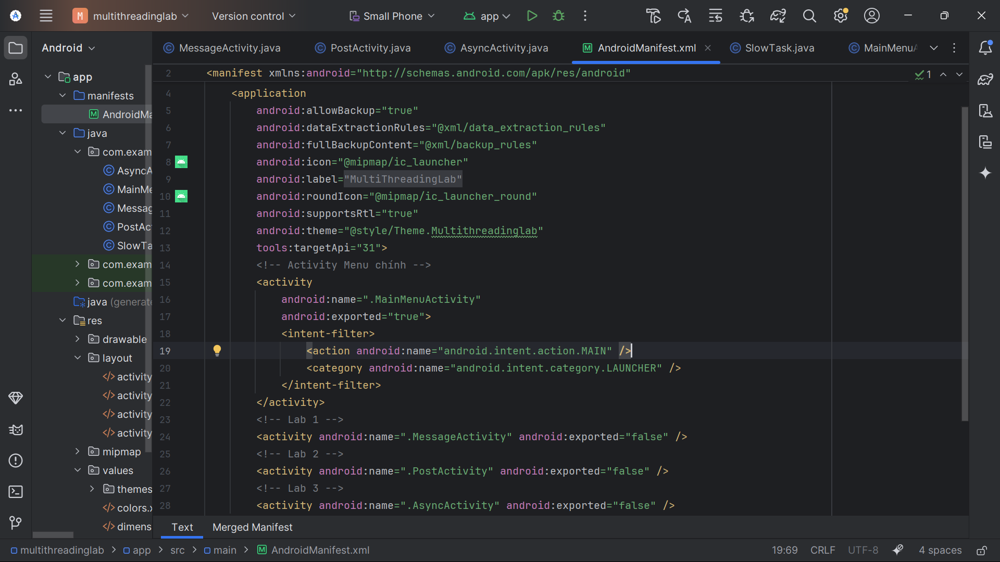 M multithreadinglab Version control Small Phone app
Android
MessageActivity.java PostActivity.java AsyncActivity.java AndroidManifest.xml SlowTask.java MainMenuA
app
manifests
AndroidMa
java
com.exam
AsyncA
MainMe
Messag
PostAc
SlowTa
com.exam
com.exam
java (generate
res
drawable
layout
activity
activity
activity
activity
mipmap
values
themes
colors.x
dimens
2 <manifest xmlns:android="http://schemas.android.com/apk/res/android" 1
4 <application
5 android:allowBackup="true"
6 android:dataExtractionRules="@xml/data_extraction_rules"
7 android:fullBackupContent="@xml/backup_rules"
8 android:icon="@mipmap/ic_launcher"
9 android:label="MultiThreadingLab"
10 android:roundIcon="@mipmap/ic_launcher_round"
11 android:supportsRtl="true"
12 android:theme="@style/Theme.Multithreadinglab"
13 tools:targetApi="31">
14 <!-- Activity Menu chính -->
15 <activity
16 android:name=".MainMenuActivity"
17 android:exported="true">
18 <intent-filter>
19 <action android:name="android.intent.action.MAIN" />
20 <category android:name="android.intent.category.LAUNCHER" />
21 </intent-filter>
22 </activity>
23 <!-- Lab 1 -->
24 <activity android:name=".MessageActivity" android:exported="false" />
25 <!-- Lab 2 -->
26 <activity android:name=".PostActivity" android:exported="false" />
27 <!-- Lab 3 -->
28 <activity android:name=".AsyncActivity" android:exported="false" />
Text Merged Manifest
multithreadinglab > app > src > main > AndroidManifest.xml 19:69 CRLF UTF-8 4 spaces